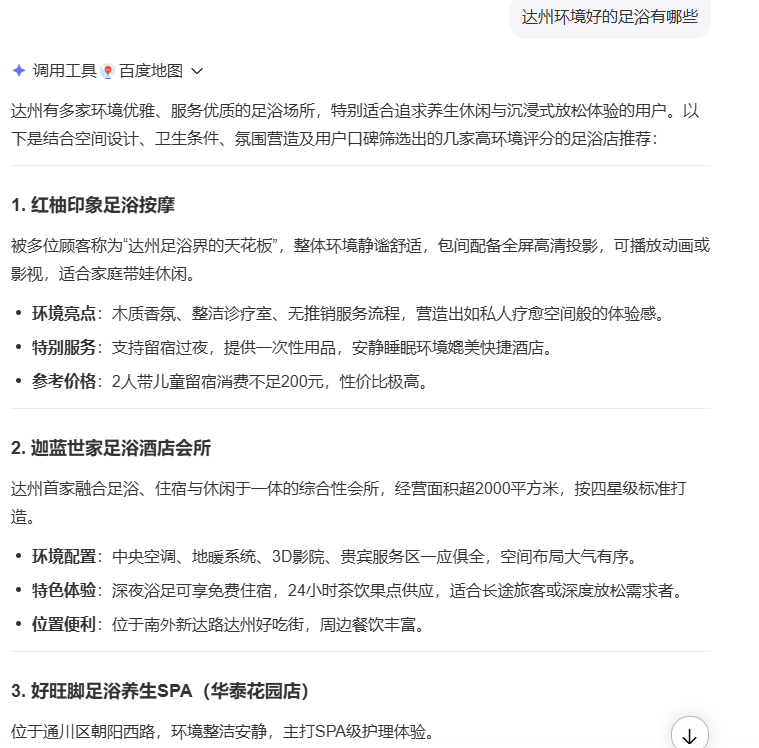 达州环境好的足浴有哪些
调用工具 百度地图
达州有多家环境优雅、服务优质的足浴场所，特别适合追求养生休闲与沉浸式放松体验的用户。以
下是结合空间设计、卫生条件、氛围营造及用户口碑筛选出的几家高环境评分的足浴店推荐：
1. 红柚印象足浴按摩
被多位顾客称为“达州足浴界的天花板”，整体环境静谧舒适，包间配备全屏高清投影，可播放动画或
影视，适合家庭带娃休闲。
• 环境亮点：木质香氛、整洁诊疗室、无推销服务流程，营造出如私人疗愈空间般的体验感。
• 特别服务：支持留宿过夜，提供一次性用品，安静睡眠环境媲美快捷酒店。
• 参考价格：2人带儿童留宿消费不足200元，性价比极高。
2. 迦蓝世家足浴酒店会所
达州首家融合足浴、住宿与休闲于一体的综合性会所，经营面积超2000平方米，按四星级标准打
造。
• 环境配置：中央空调、地暖系统、3D影院、贵宾服务区一应俱全，空间布局大气有序。
• 特色体验：深夜浴足可享免费住宿，24小时茶饮果点供应，适合长途旅客或深度放松需求者。
• 位置便利：位于南外新达路达州好吃街，周边餐饮丰富。
3. 好旺脚足浴养生SPA（华泰花园店）
位于通川区朝阳西路，环境整洁安静，主打SPA级护理体验。